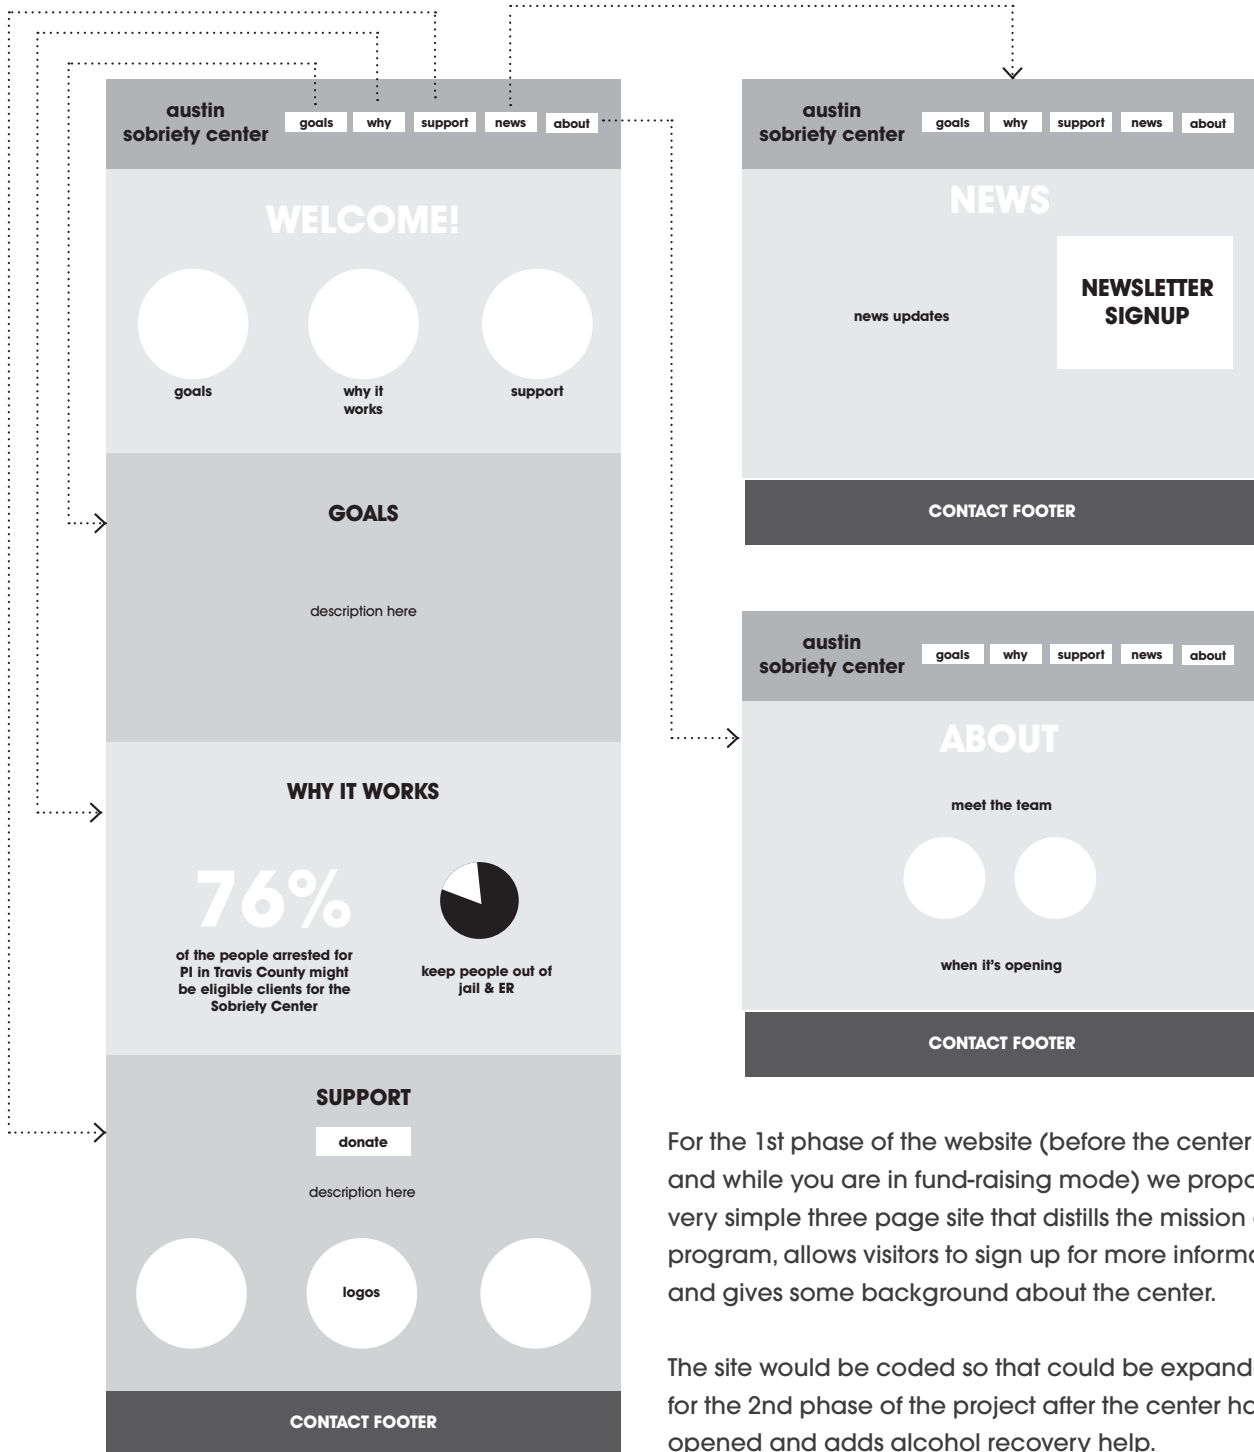 austin
sobriety center
goals
why
support
news
about
WELCOME!
goals
why it
works
support
GOALS
description here
WHY IT WORKS
76%
of the people arrested for
PI in Travis County might
be eligible clients for the
Sobriety Center
keep people out of
jail & ER
SUPPORT
donate
description here
logos
CONTACT FOOTER
austin
sobriety center
goals
why
support
news
about
NEWS
news updates
NEWSLETTER
SIGNUP
CONTACT FOOTER
austin
sobriety center
goals
why
support
news
about
ABOUT
meet the team
when it's opening
CONTACT FOOTER
For the 1st phase of the website (before the center
and while you are in fund-raising mode) we
very simple three page site that distills the mission
program, allows visitors to sign up for more
and gives some background about the center.
The site would be coded so that could be
for the 2nd phase of the project after the center
opened and adds alcohol recovery help.